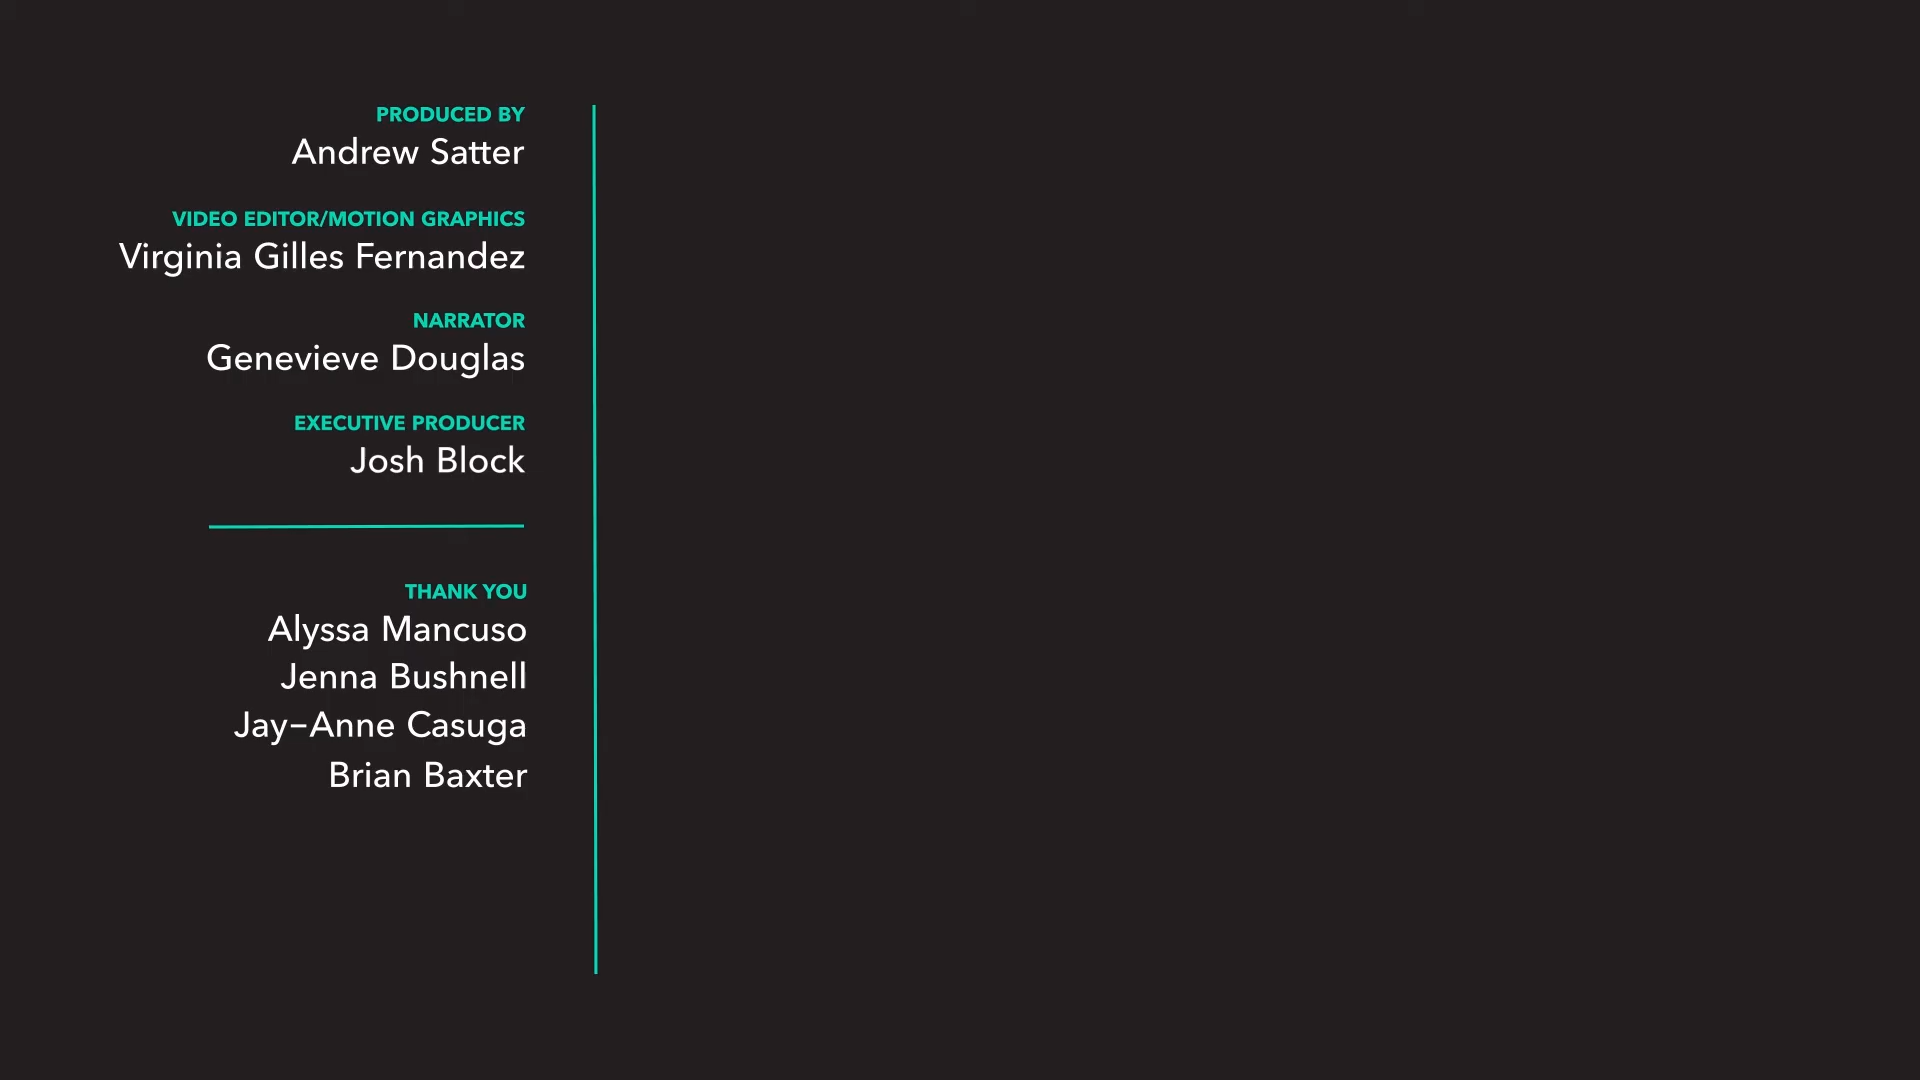 PRODUCED BY
Andrew Satter
VIDEO EDITOR/MOTION GRAPHICS
Virginia Gilles Fernandez
NARRATOR
Genevieve Douglas
EXECUTIVE PRODUCER
Josh Block
THANK YOU
Alyssa Mancuso
Jenna Bushnell
Jay–Anne Casuga
Brian Baxter